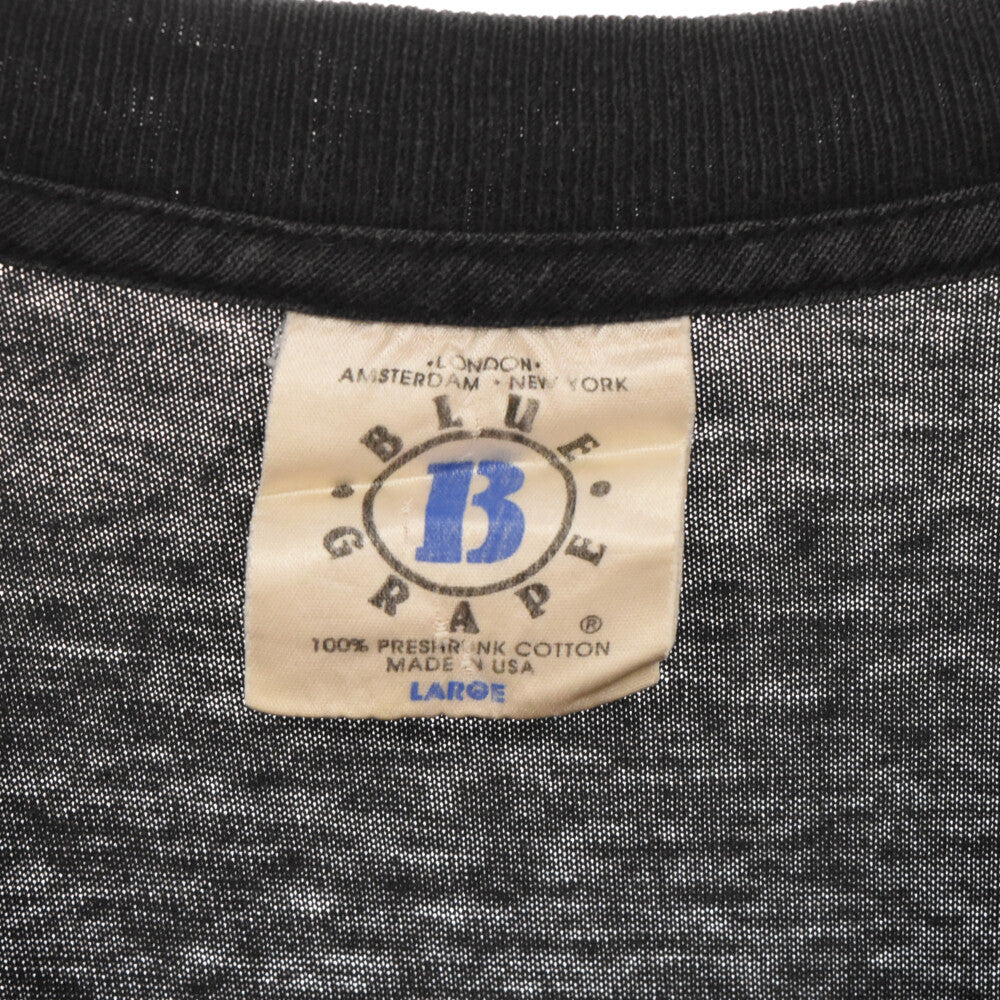 •LONDON•
AMSTERDAM • NEW YORK
BLUE
B
• GRAPE •
®
100% PRESHRUNK COTTON
MADE IN USA
LARGE